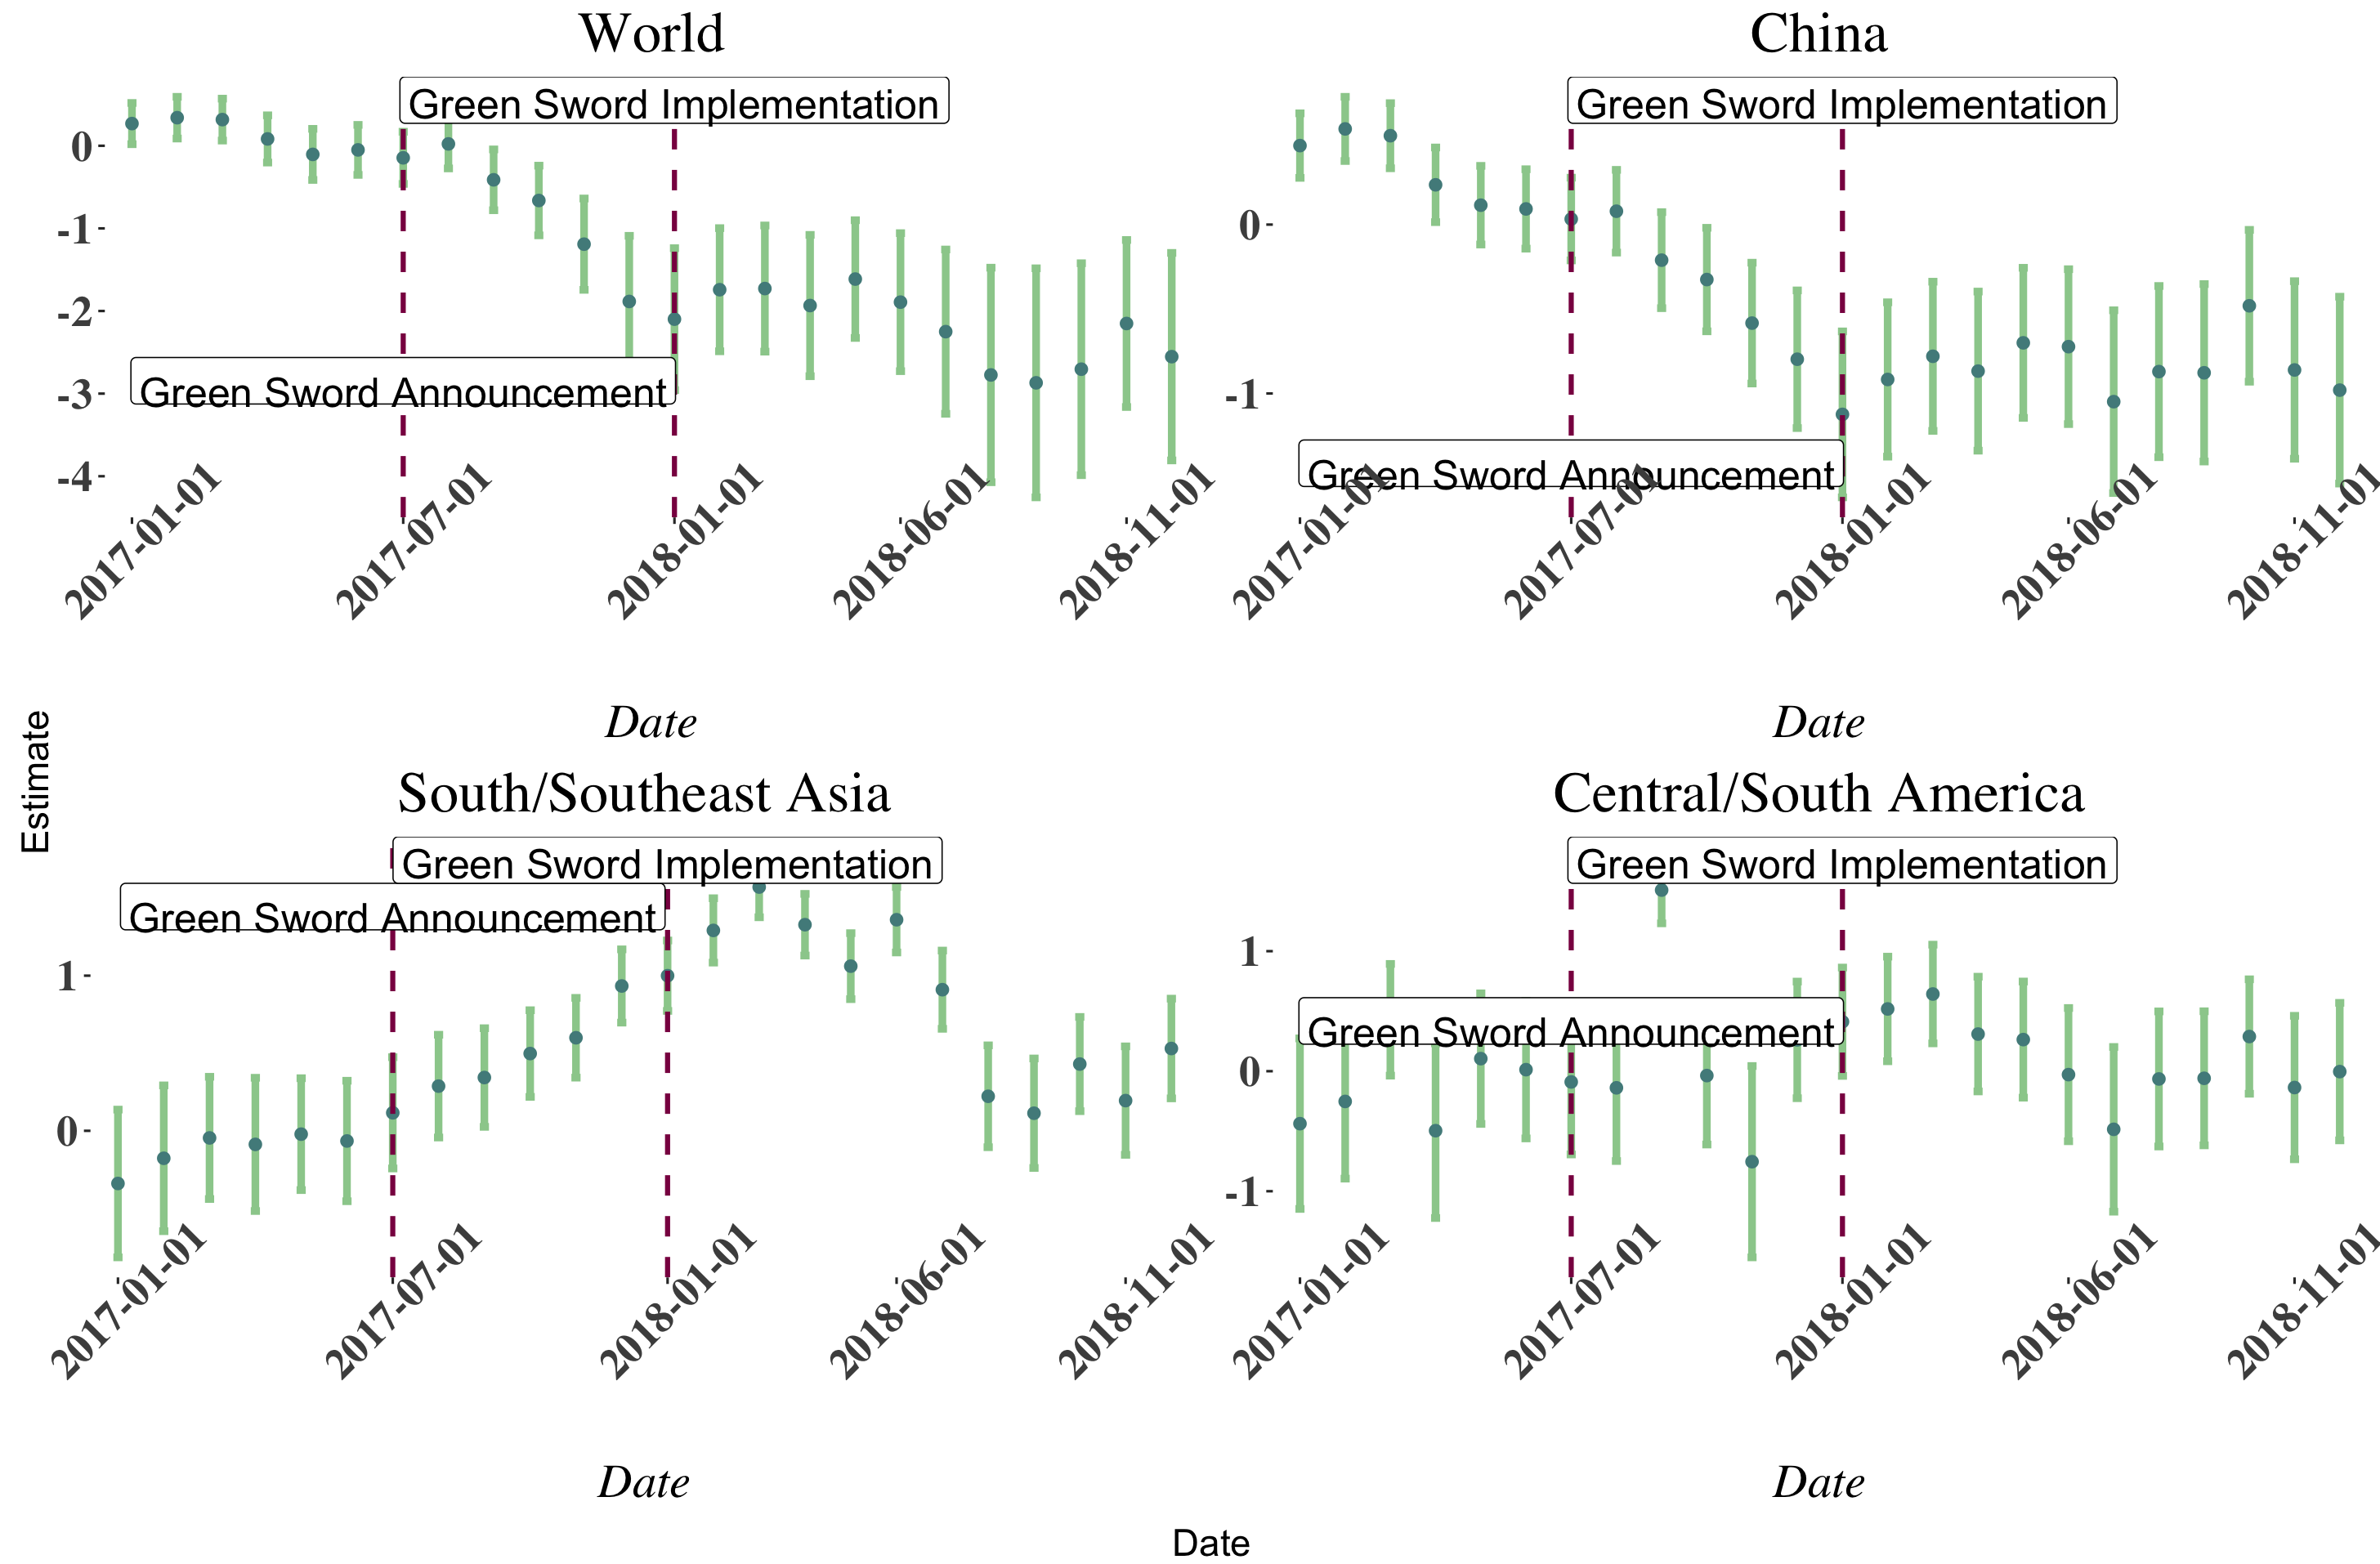 World
Green Sword Implementation
0
-1
-2
-3
-4
Green Sword Announcement
2017-01-01
2017-07-01
2018-01-01
2018-06-01
2018-11-01
Date
China
Green Sword Implementation
0
-1
Green Sword Announcement
2017-01-01
2017-07-01
2018-01-01
2018-06-01
2018-11-01
Date
Estimate
South/Southeast Asia
Green Sword Implementation
Green Sword Announcement
1
0
2017-01-01
2017-07-01
2018-01-01
2018-06-01
2018-11-01
Date
Central/South America
Green Sword Implementation
1
Green Sword Announcement
0
-1
2017-01-01
2017-07-01
2018-01-01
2018-06-01
2018-11-01
Date
Date